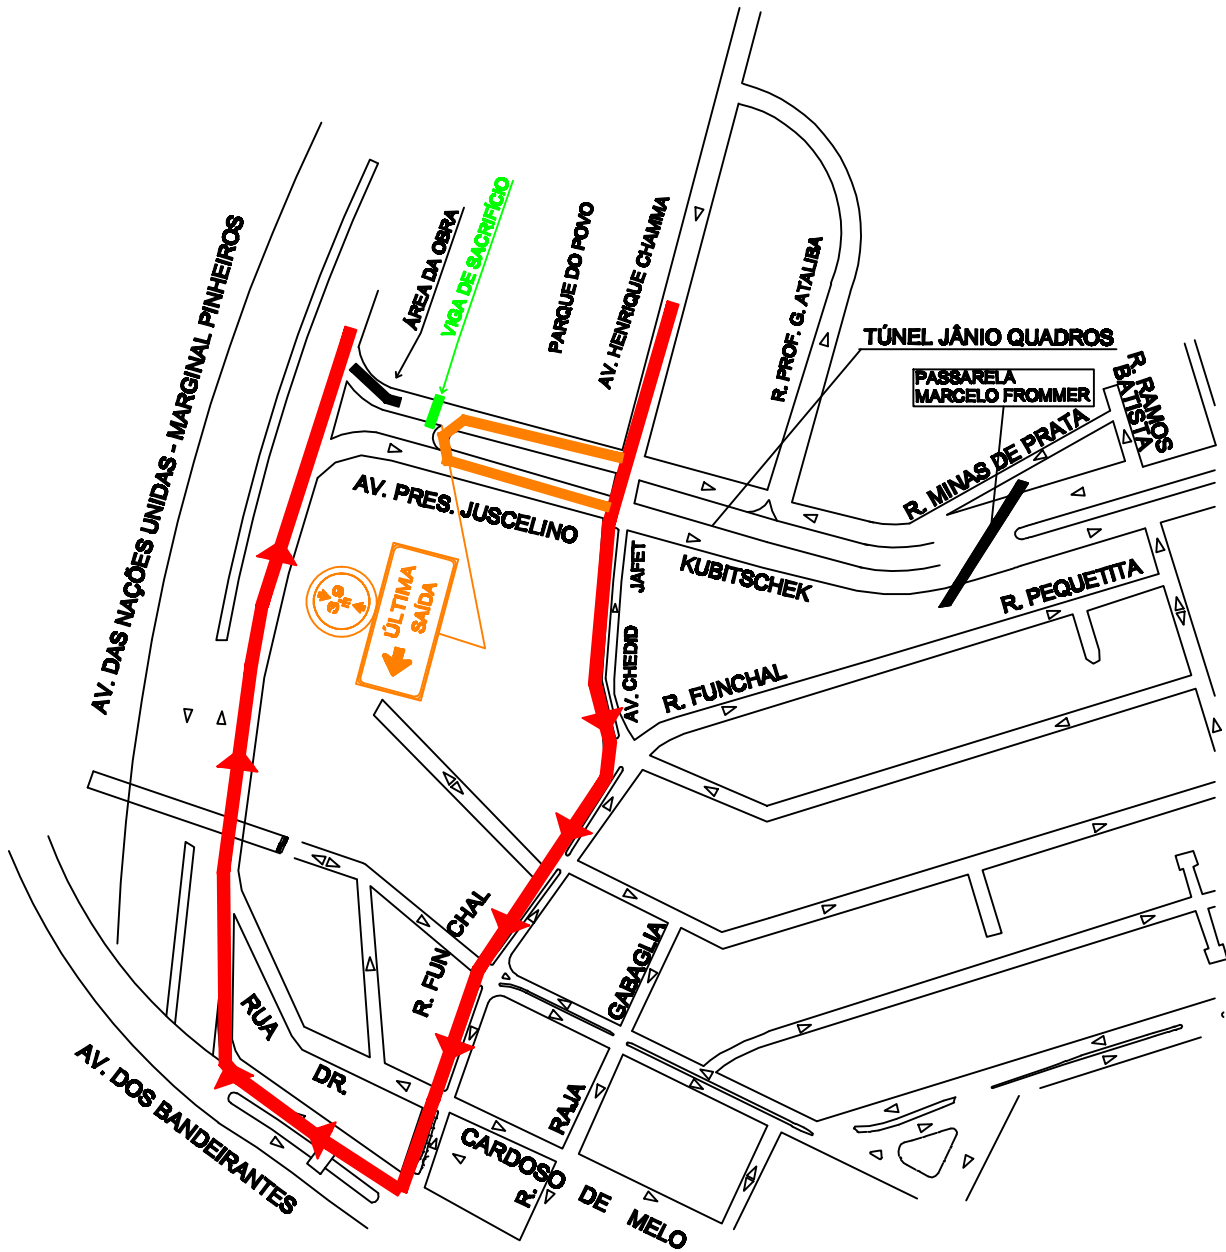 AV. DAS NAÇÕES UNIDAS - MARGINAL PINHEIROS
ÁREA DA OBRA
VIGA DE SACRIFÍCIO
PARQUE DO POVO
AV. HENRIQUE CHAMMA
R. PROF. G. ATALIBA
TÚNEL JÂNIO QUADROS
PASSARELA
MARCELO FROMMER
R. RAMOS
BATISTA
R. MINAS DE PRATA
AV. PRES. JUSCELINO
KUBITSCHEK
JAFET
AV. CHEDID
R. PEQUETITA
R. FUNCHAL
ÚLTIMA
SAÍDA
R. FUN CHAL
GABAGLIA
RAJA
R.
RUA
DR.
CARDOSO
DE
MELO
AV. DOS BANDEIRANTES